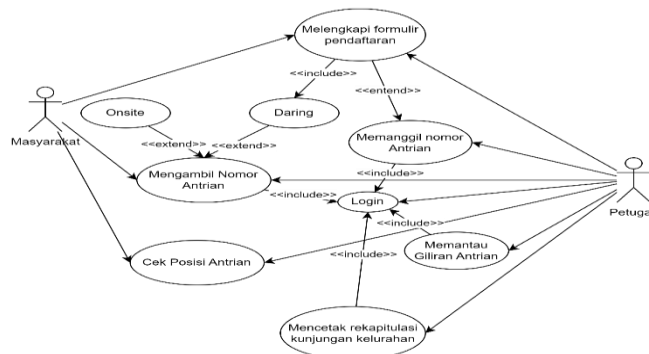 Melengkapi formulir
pendaftaran
<<include>>
<<entend>>
Onsite
Daring
Masyarakat
<<extend>>
<<extend>>
Memanggil nomor
Antrian
Mengambil Nomor
Antrian
<<include>>
<<include>>
Login
Petugas
<<include>>
Memantau
Giliran Antrian
Cek Posisi Antrian
<<include>>
Mencetak rekapitulasi
kunjungan kelurahan